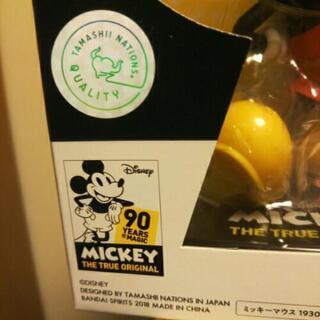 TAMASHII NATIONS.
QUALITY
Disney
90
YEARS
OF MAGIC
MICKEY
THE TRUE ORIGINAL
MICKE
THE TRUE
©DISNEY
DESIGNED BY TAMASHII NATIONS IN JAPAN
BANDAI SPIRITS 2018 MADE IN CHINA
ミッキーマウス 1930